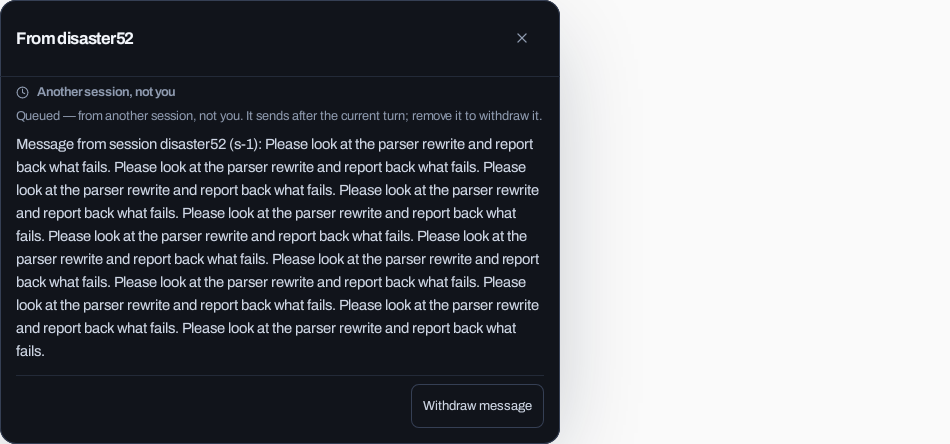 From disaster52
Another session, not you
Queued — from another session, not you. It sends after the current turn; remove it to withdraw it.
Message from session disaster52 (s-1): Please look at the parser rewrite and report
back what fails. Please look at the parser rewrite and report back what fails. Please
look at the parser rewrite and report back what fails. Please look at the parser rewrite
and report back what fails. Please look at the parser rewrite and report back what
fails. Please look at the parser rewrite and report back what fails. Please look at the
parser rewrite and report back what fails. Please look at the parser rewrite and report
back what fails. Please look at the parser rewrite and report back what fails. Please
look at the parser rewrite and report back what fails. Please look at the parser rewrite
and report back what fails. Please look at the parser rewrite and report back what
fails.
Withdraw message